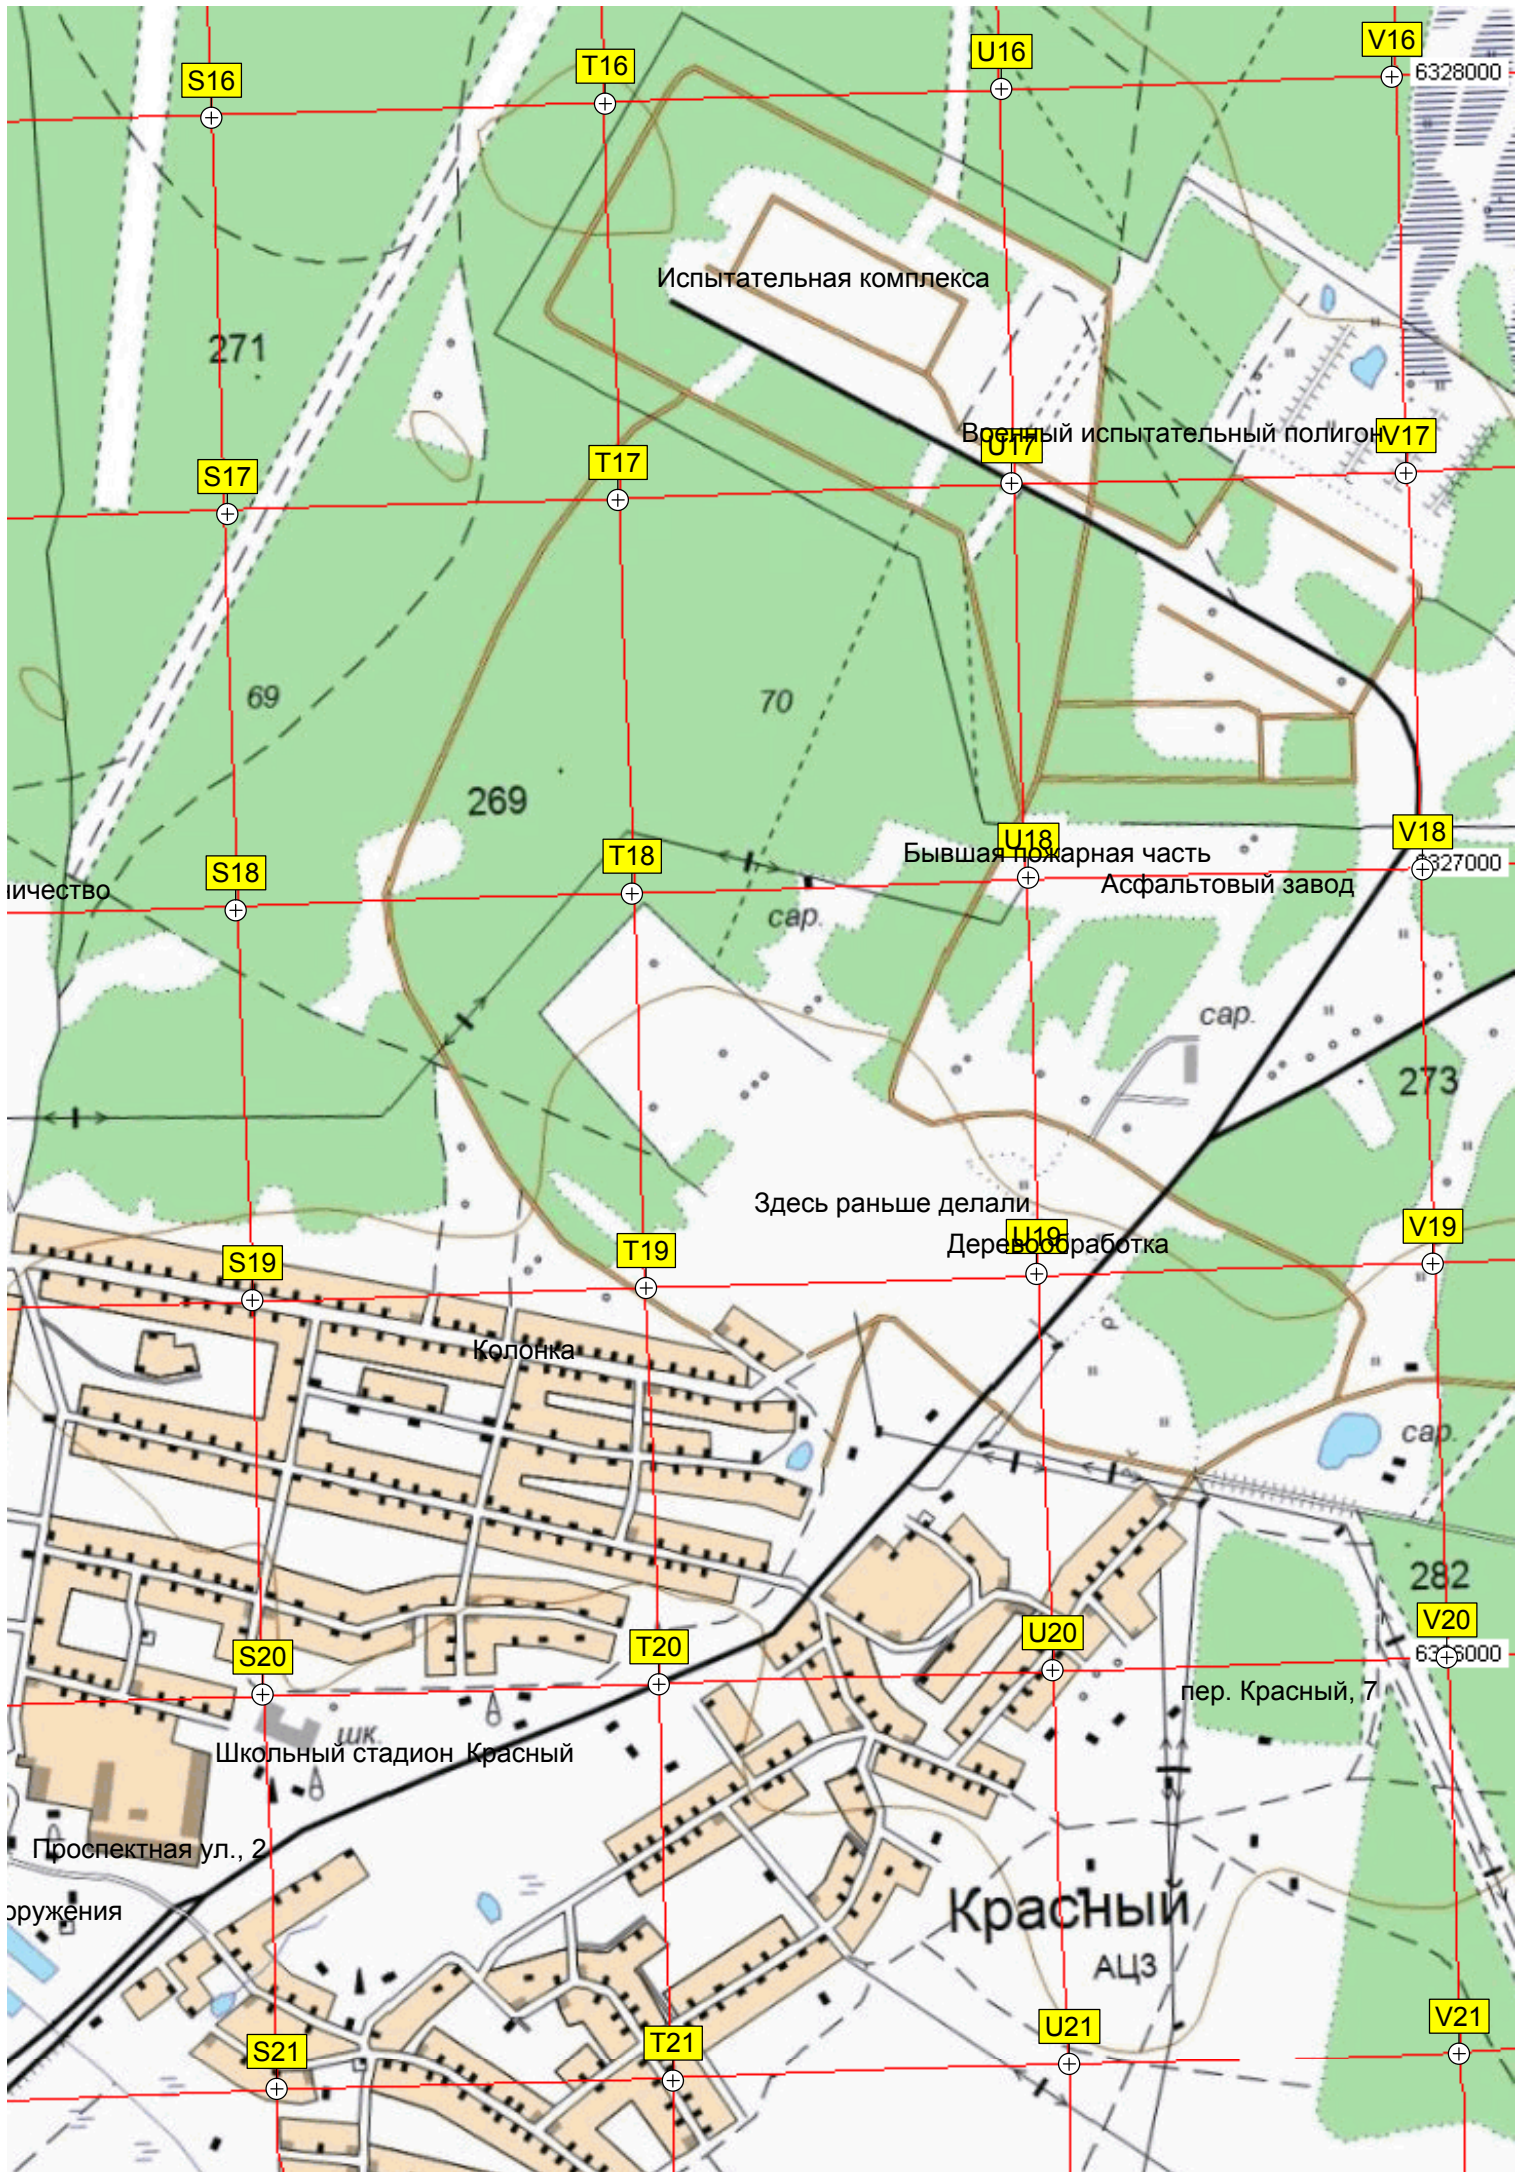 V16
U16
6328000
T16
S16
Испытательная комплекса
271
Военный испытательный полигон
V17
U17
T17
S17
69
70
269
V18
U18
Бывшая пожарная часть
T18
327000
S18
Асфальтовый завод
ничество
сар.
сар.
273
Здесь раньше делали
V19
U19
Деревообработка
T19
S19
Колонка
сар.
282
V20
U20
T20
6326000
S20
пер. Красный, 7
шк.
Школьный стадион Красный
Проспектная ул., 2
оружения
Красный
АЦЗ
V21
U21
T21
S21